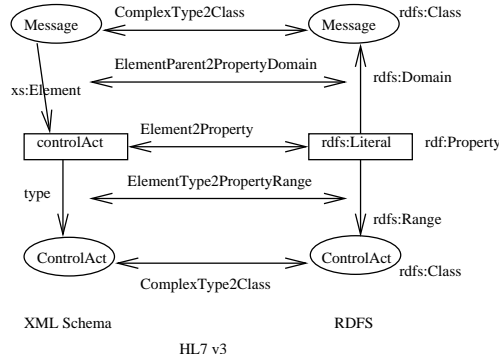 ComplexType2Class
Message
Message
rdfs:Class
ElementParent2PropertyDomain
xs:Element
rdfs:Domain
controlAct
Element2Property
rdfs:Literal
rdf:Property
type
ElementType2PropertyRange
rdfs:Range
ControlAct
ControlAct
rdfs:Class
ComplexType2Class
XML Schema
RDFS
HL7 v3